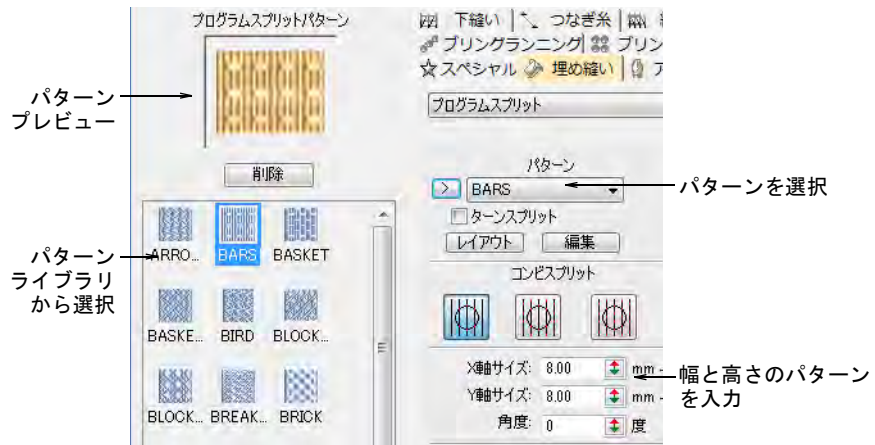 プログラムスプリットパターン
パターン
プレビュー
削除
ARRO... BARS BASKET
パターン
ライブラリ
から選択
BASKE... BIRD BLOCK...
BLOCK... BREAK... BRICK
下縫い つなぎ糸
プリングランニング プリン
スペシャル 埋め縫い ア
プログラムスプリット
パターン
> BARS
パターンを選択
ターンスプリット
レイアウト 編集
コンビスプリット
X軸サイズ: 8.00 mm
Y軸サイズ: 8.00 mm
角度: 0 度
幅と高さのパターン
を入力